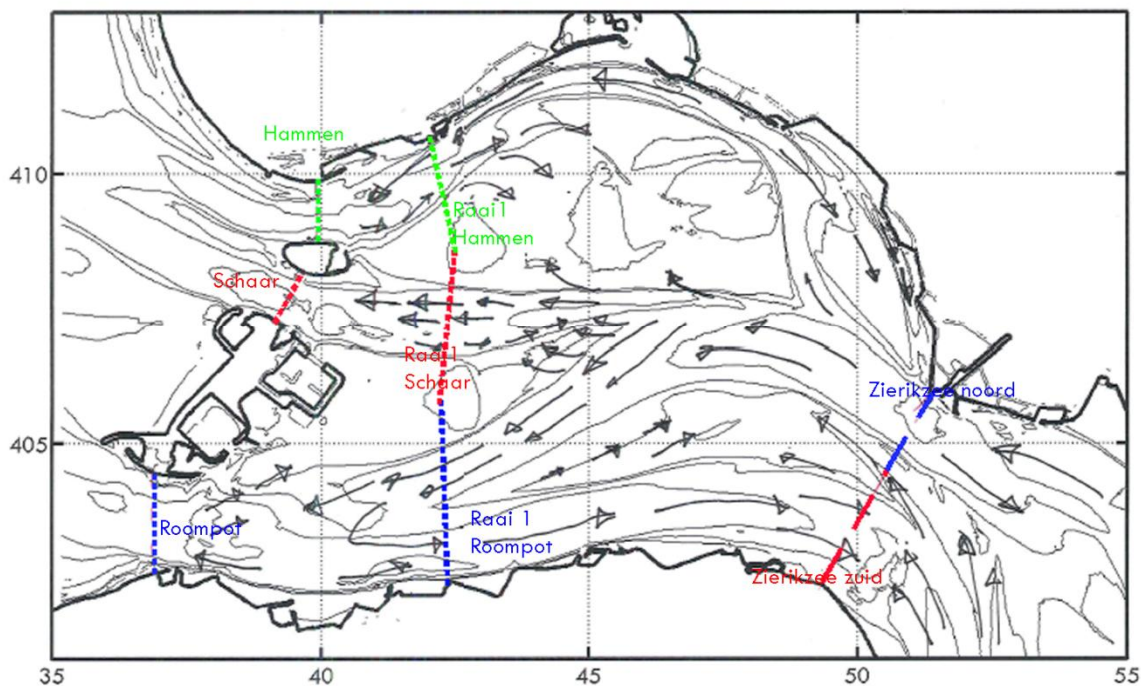 Hammen
410
Raai1
Hammen
Schaar
Raai1
Schaar
Zierikzee noord
405
Raai 1
Roompot
Roompot
Zierikzee zuid
35
40
45
50
55